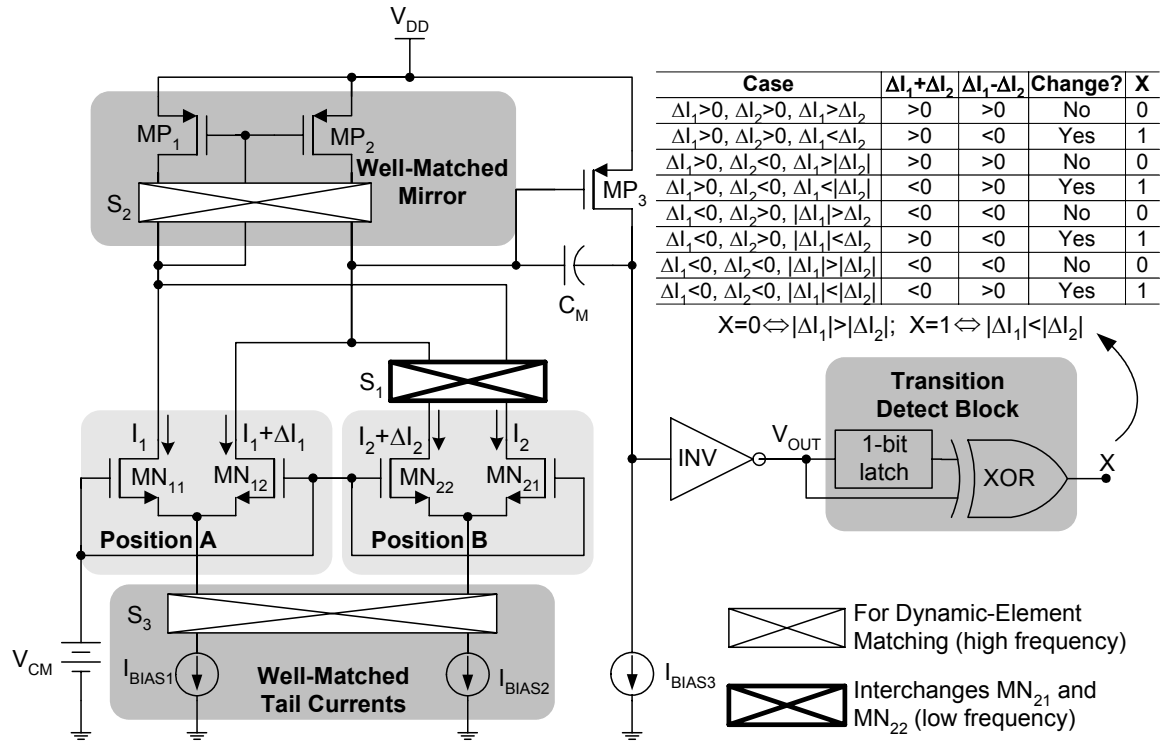 V_DD
MP_1
MP_2
Well-Matched
Mirror
S_2
MP_3
C_M
S_1
I_1
I_1+ΔI_1
I_2+ΔI_2
I_2
MN_11
MN_12
MN_22
MN_21
Position A
Position B
S_3
V_CM
I_BIAS1
I_BIAS2
Well-Matched
Tail Currents
I_BIAS3
INV
V_OUT
Transition
Detect Block
1-bit
latch
XOR
X
Case ΔI_1+ΔI_2 ΔI_1-ΔI_2 Change? X
ΔI_1>0, ΔI_2>0, ΔI_1>ΔI_2 >0 >0 No 0
ΔI_1>0, ΔI_2>0, ΔI_1<ΔI_2 >0 <0 Yes 1
ΔI_1>0, ΔI_2<0, ΔI_1>|ΔI_2| >0 >0 No 0
ΔI_1>0, ΔI_2<0, ΔI_1<|ΔI_2| <0 >0 Yes 1
ΔI_1<0, ΔI_2>0, |ΔI_1|>ΔI_2 <0 <0 No 0
ΔI_1<0, ΔI_2>0, |ΔI_1|<ΔI_2 >0 <0 Yes 1
ΔI_1<0, ΔI_2<0, |ΔI_1|>|ΔI_2| <0 <0 No 0
ΔI_1<0, ΔI_2<0, |ΔI_1|<|ΔI_2| <0 >0 Yes 1
X=0⇔|ΔI_1|>|ΔI_2|; X=1⇔|ΔI_1|<|ΔI_2|
For Dynamic-Element
Matching (high frequency)
Interchanges MN_21 and
MN_22 (low frequency)